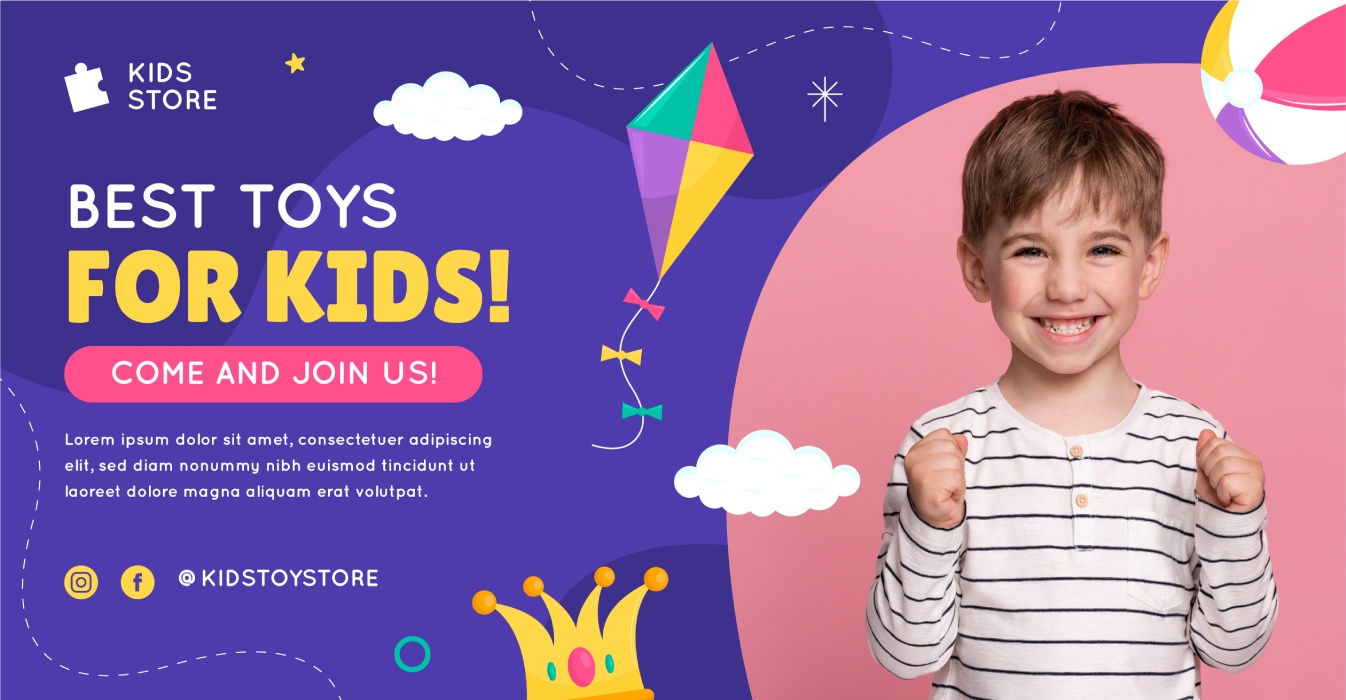 KIDS
STORE
BEST TOYS
FOR KIDS!
COME AND JOIN US!
Lorem ipsum dolor sit amet, consectetuer adipiscing
elit, sed diam nonummy nibh euismod tincidunt ut
laoreet dolore magna aliquam erat volutpat.
@KIDSTOYSTORE